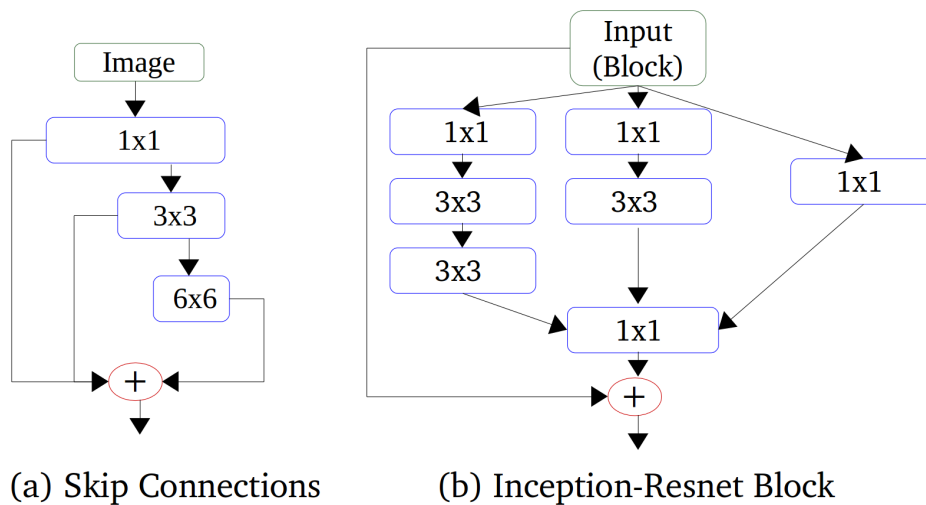 Image
1x1
3x3
6x6
+
(a) Skip Connections
Input
(Block)
1x1
1x1
1x1
3x3
3x3
3x3
1x1
+
(b) Inception-Resnet Block